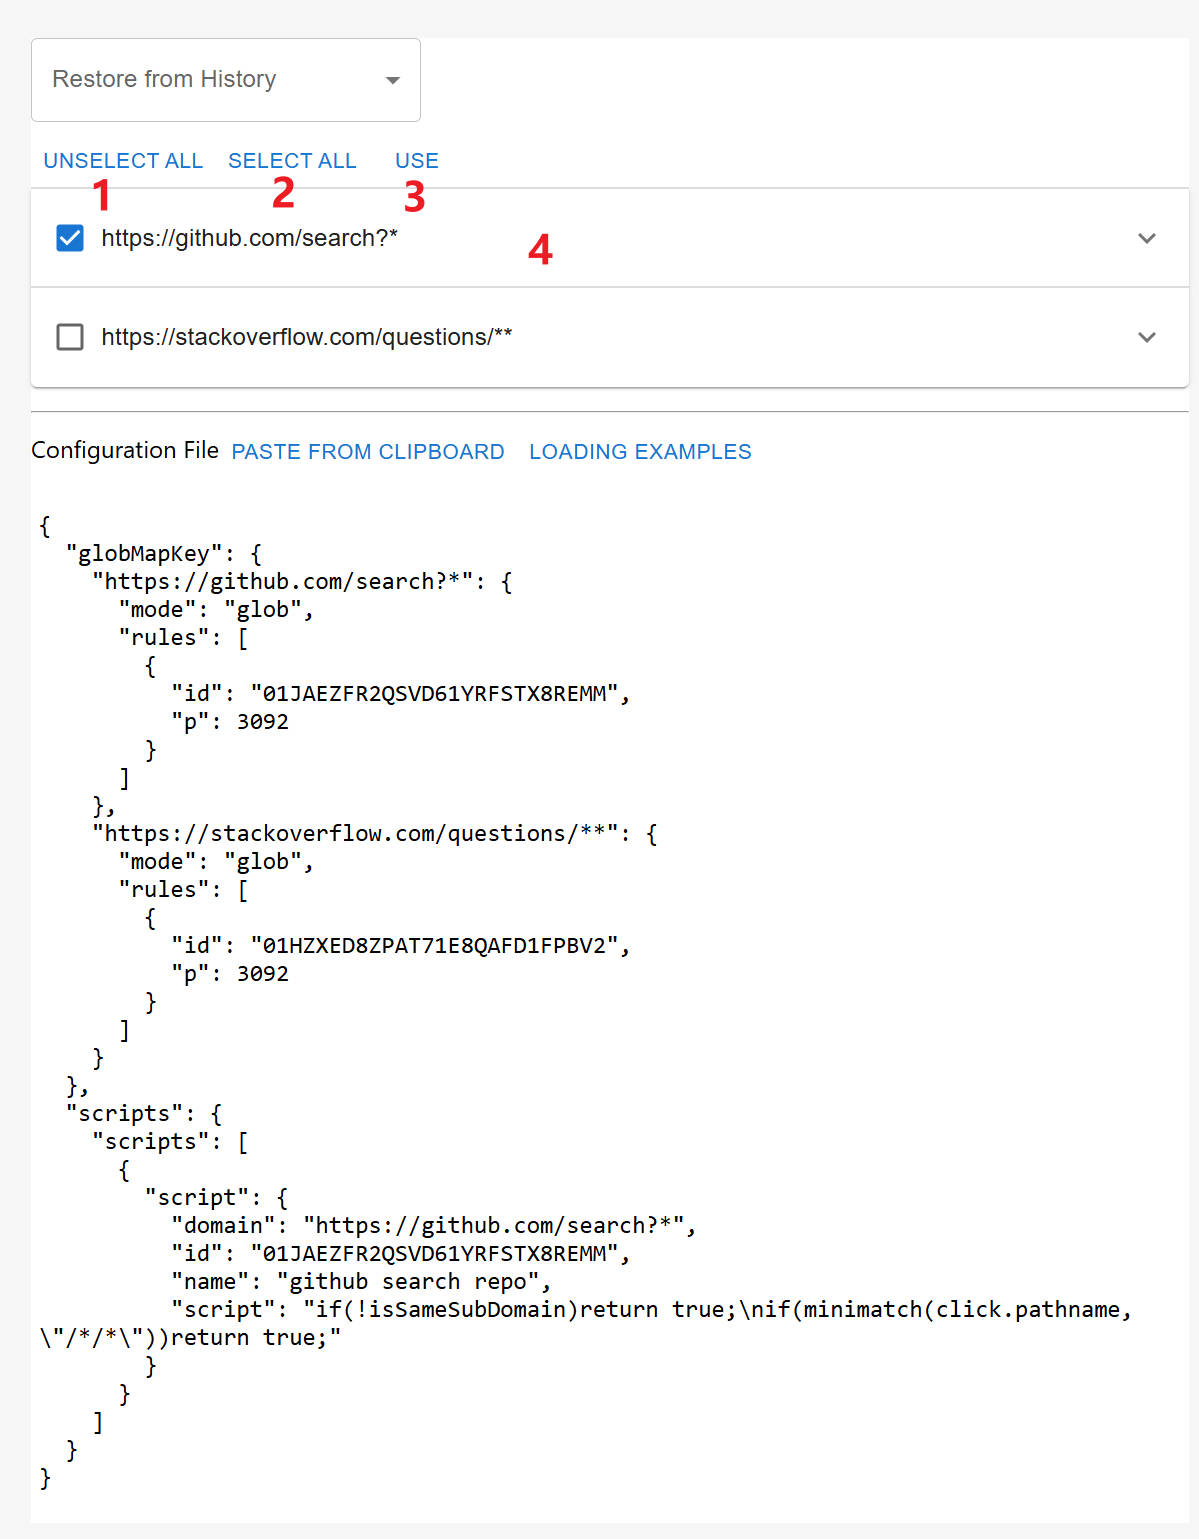 Restore from History
UNSELECT ALL SELECT ALL USE
1 2 3
https://github.com/search?* 4
https://stackoverflow.com/questions/**
Configuration File PASTE FROM CLIPBOARD LOADING EXAMPLES
{
  "globMapKey": {
    "https://github.com/search?*": {
      "mode": "glob",
      "rules": [
        {
          "id": "01JAEZFR2QSVD61YRFSTX8REMM",
          "p": 3092
        }
      ]
    },
    "https://stackoverflow.com/questions/**": {
      "mode": "glob",
      "rules": [
        {
          "id": "01HZXED8ZPAT71E8QAFD1FPBV2",
          "p": 3092
        }
      ]
    }
  },
  "scripts": {
    "scripts": [
      {
        "script": {
          "domain": "https://github.com/search?*",
          "id": "01JAEZFR2QSVD61YRFSTX8REMM",
          "name": "github search repo",
          "script": "if(!isSameSubDomain)return true;\nif(minimatch(click.pathname,
\"/*/*\"))return true;"
        }
      }
    ]
  }
}